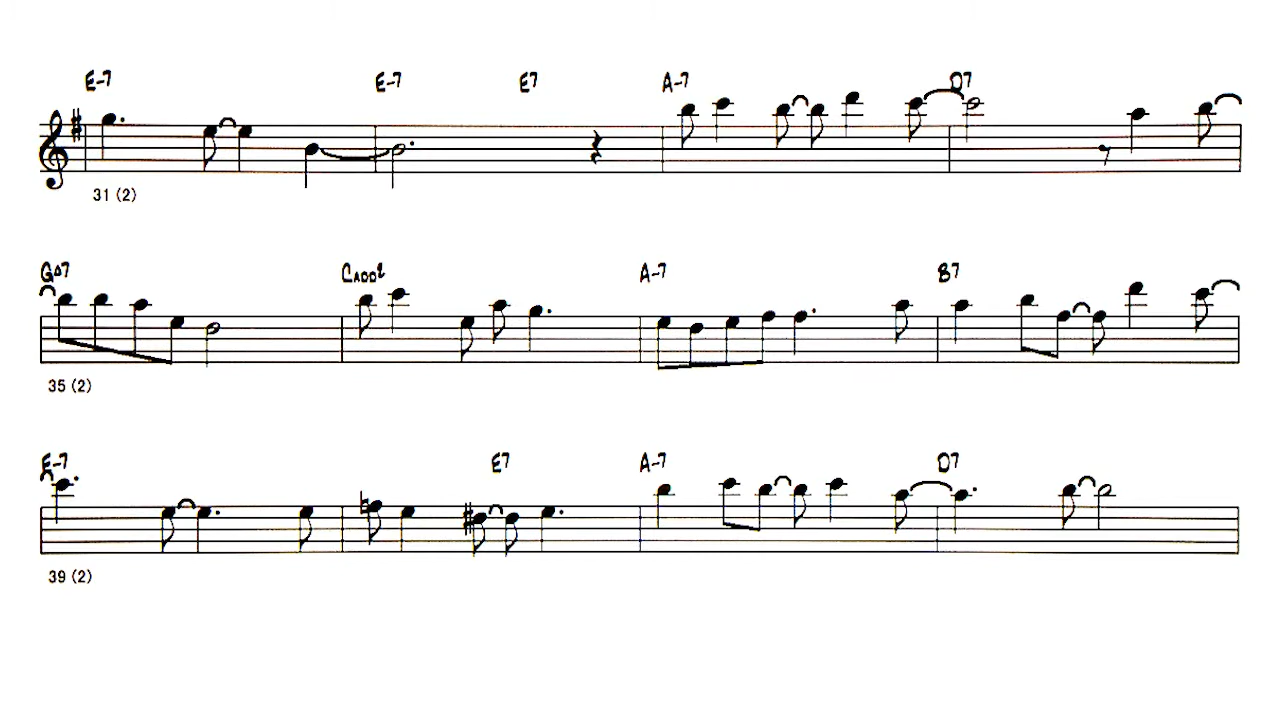 E-7 E-7 E7 A-7 D7
31 (2)
G△7 CADD2 A-7 B7
35 (2)
E-7 E7 A-7 D7
39 (2)